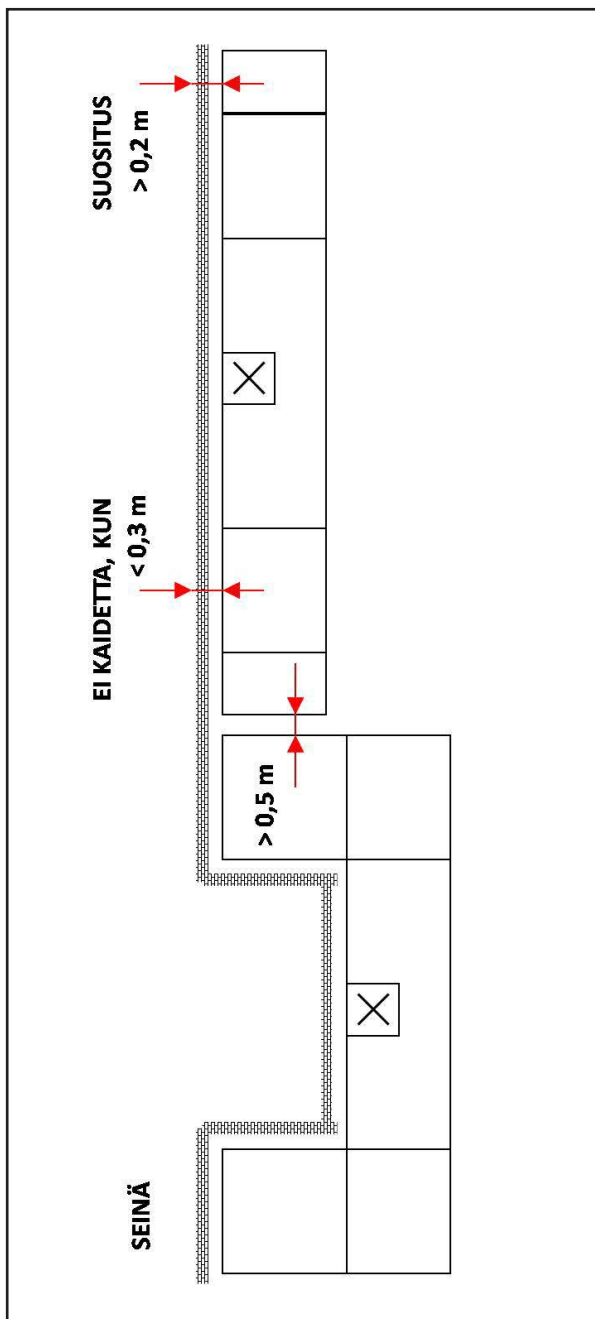 SEINÄ
EI KAIDETTA, KUN
< 0,3 m
SUOSITUS
> 0,2 m
> 0,5 m